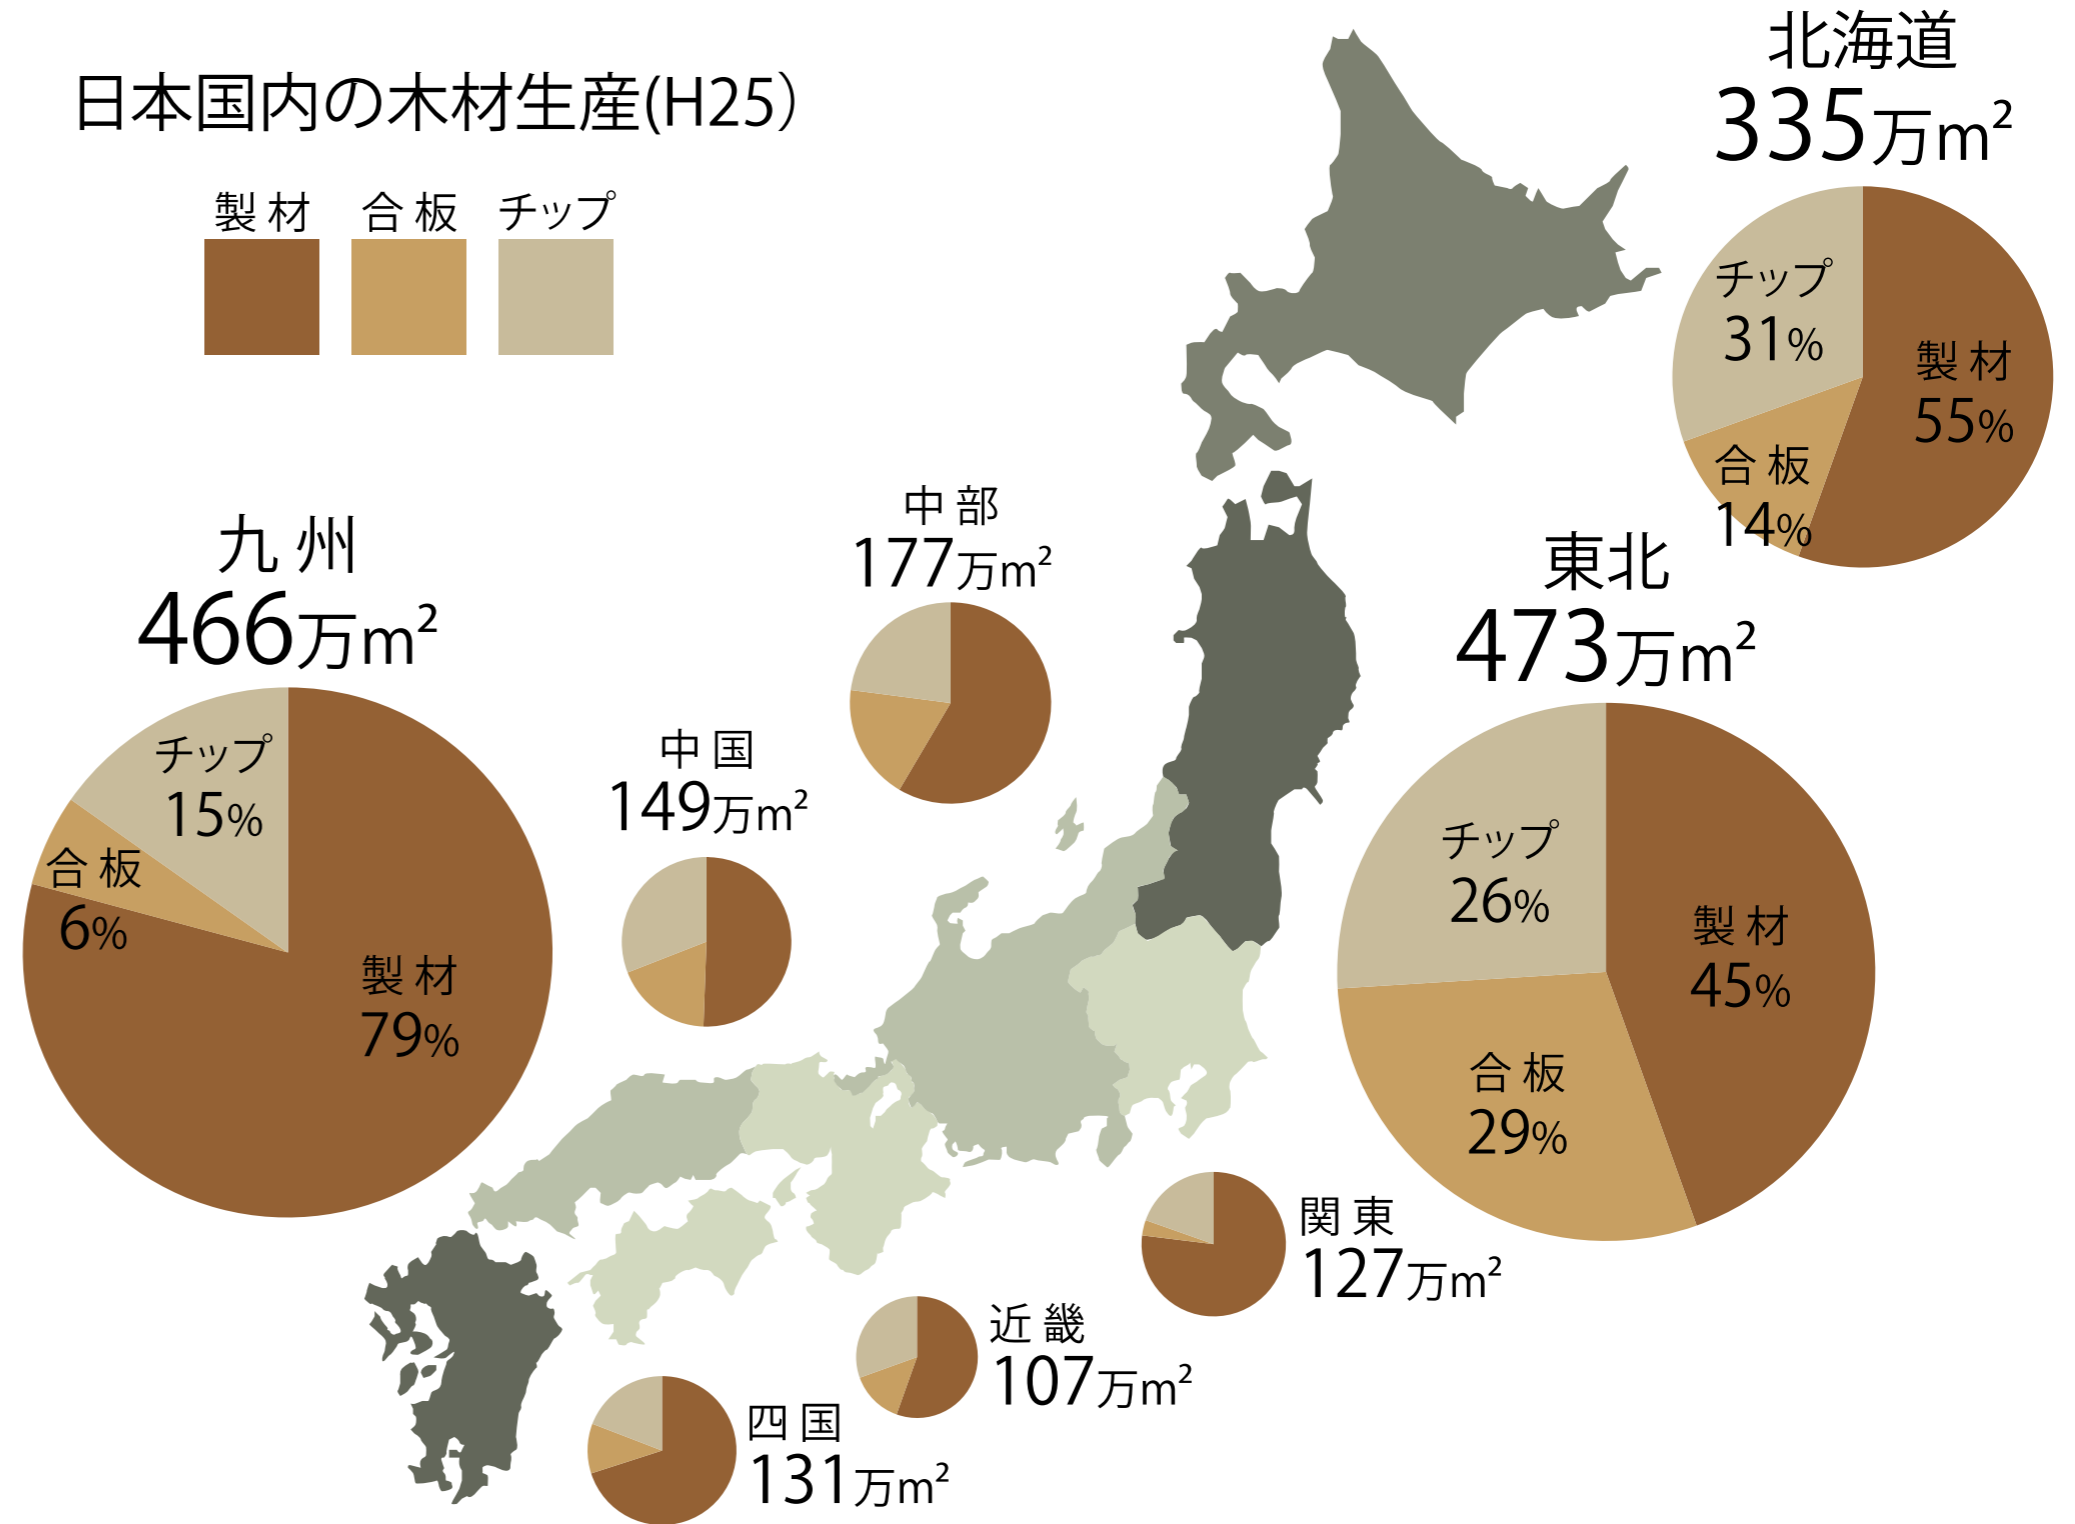 日本国内の木材生産(H25）
製材 合板 チップ
北海道
335万m²
チップ
31%
製材
55%
合板
14%
九州
466万m²
チップ
15%
合板
6%
製材
79%
中部
177万m²
中国
149万m²
東北
473万m²
チップ
26%
製材
45%
合板
29%
関東
127万m²
近畿
107万m²
四国
131万m²